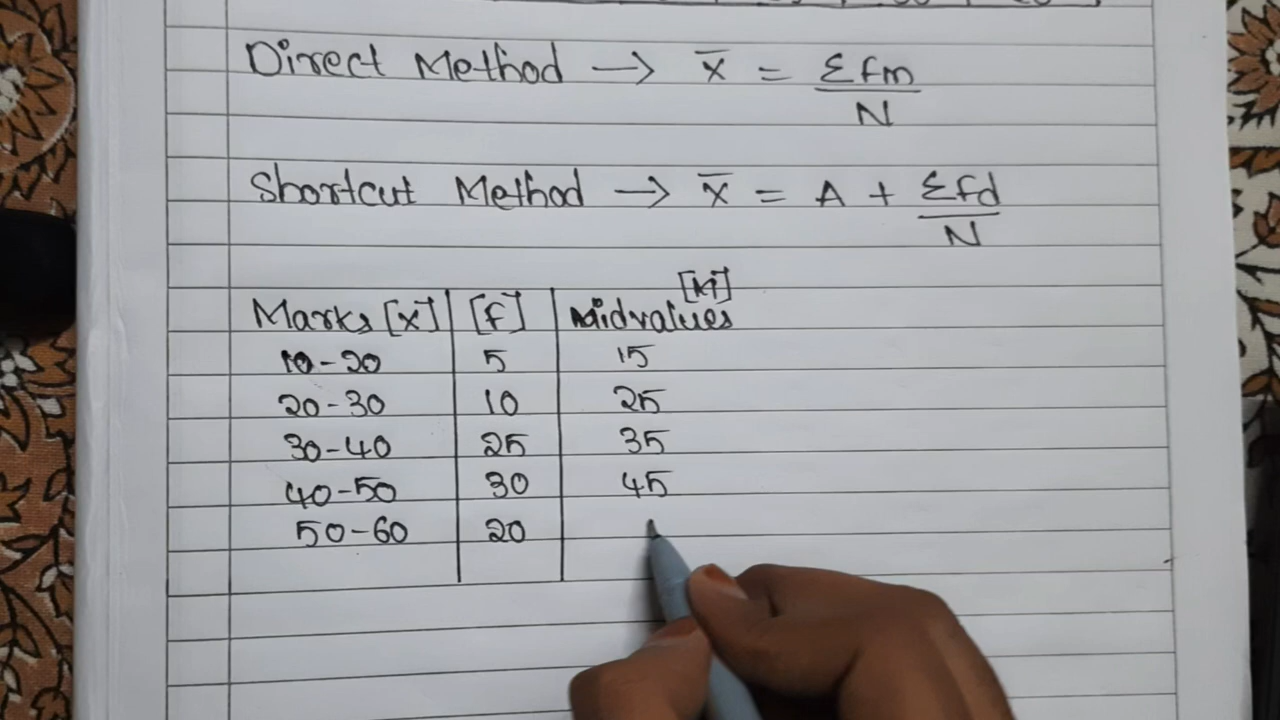 Direct Method → x̄ = Σfm / N
Shortcut Method → x̄ = A + Σfd / N
Marks [x] [f] Midvalues [M]
10-20 5 15
20-30 10 25
30-40 25 35
40-50 30 45
50-60 20